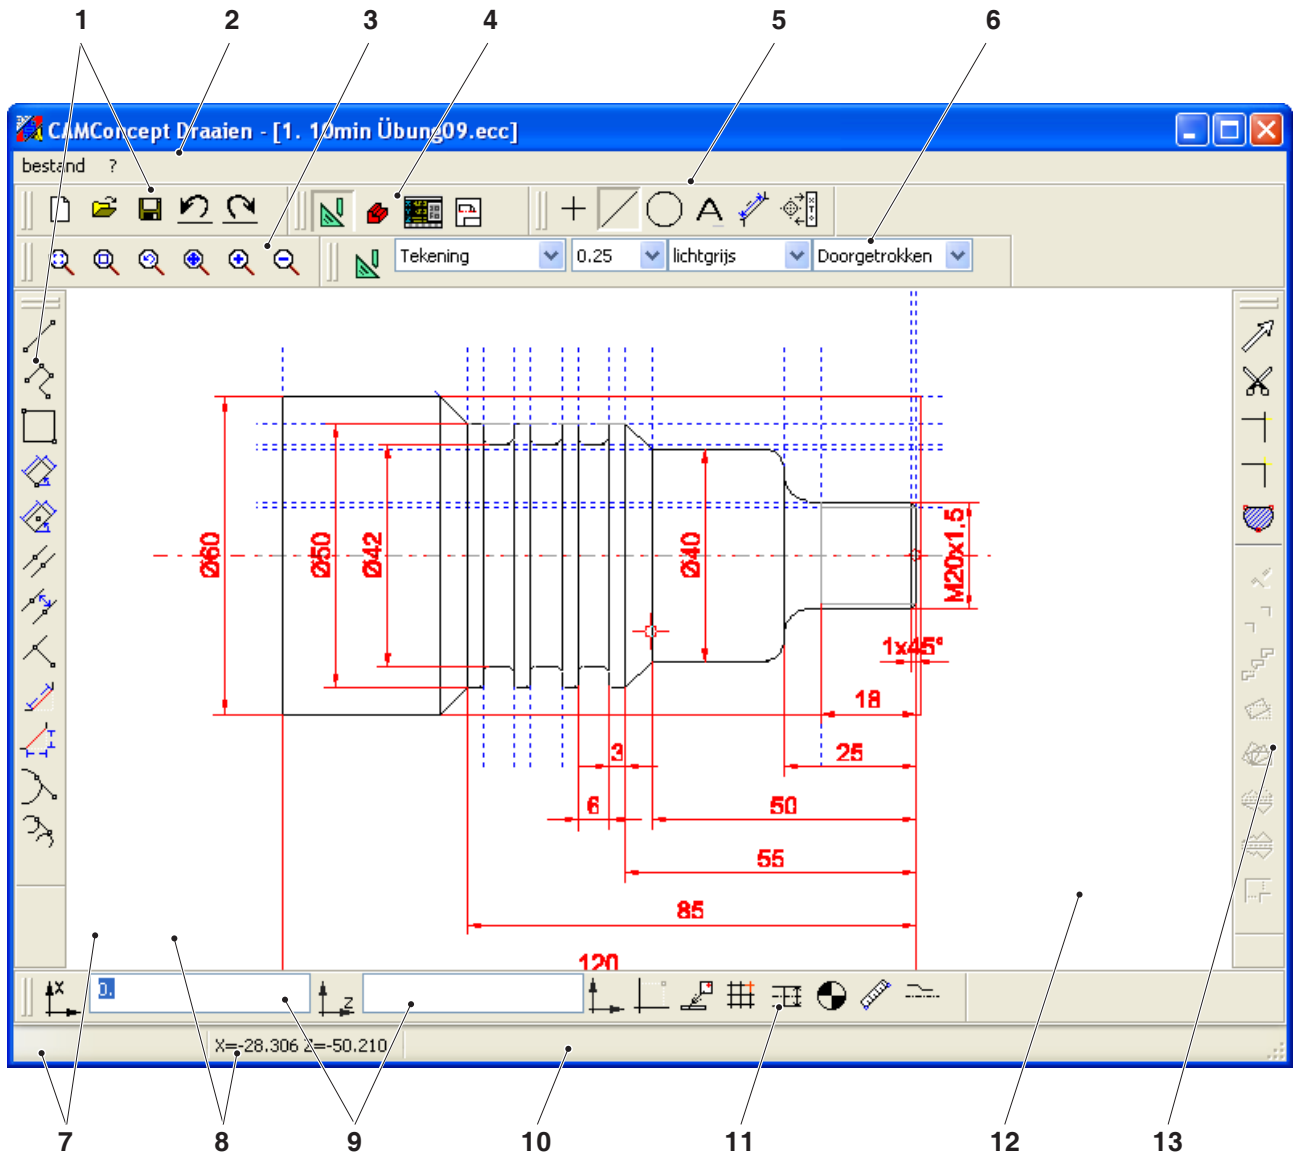 1 2 3 4 5 6
CAMConcept Draaien - [1. 10min Übung09.ecc]
bestand ?
Tekening 0.25 lichtgrijs Doorgetrokken
Ø60 Ø50 Ø42 Ø40 M20x1.5
1x45°
18
3 25
6 50
55
85
120
X 0. Z
X=-28.306 Z=-50.210
7 8 9 10 11 12 13